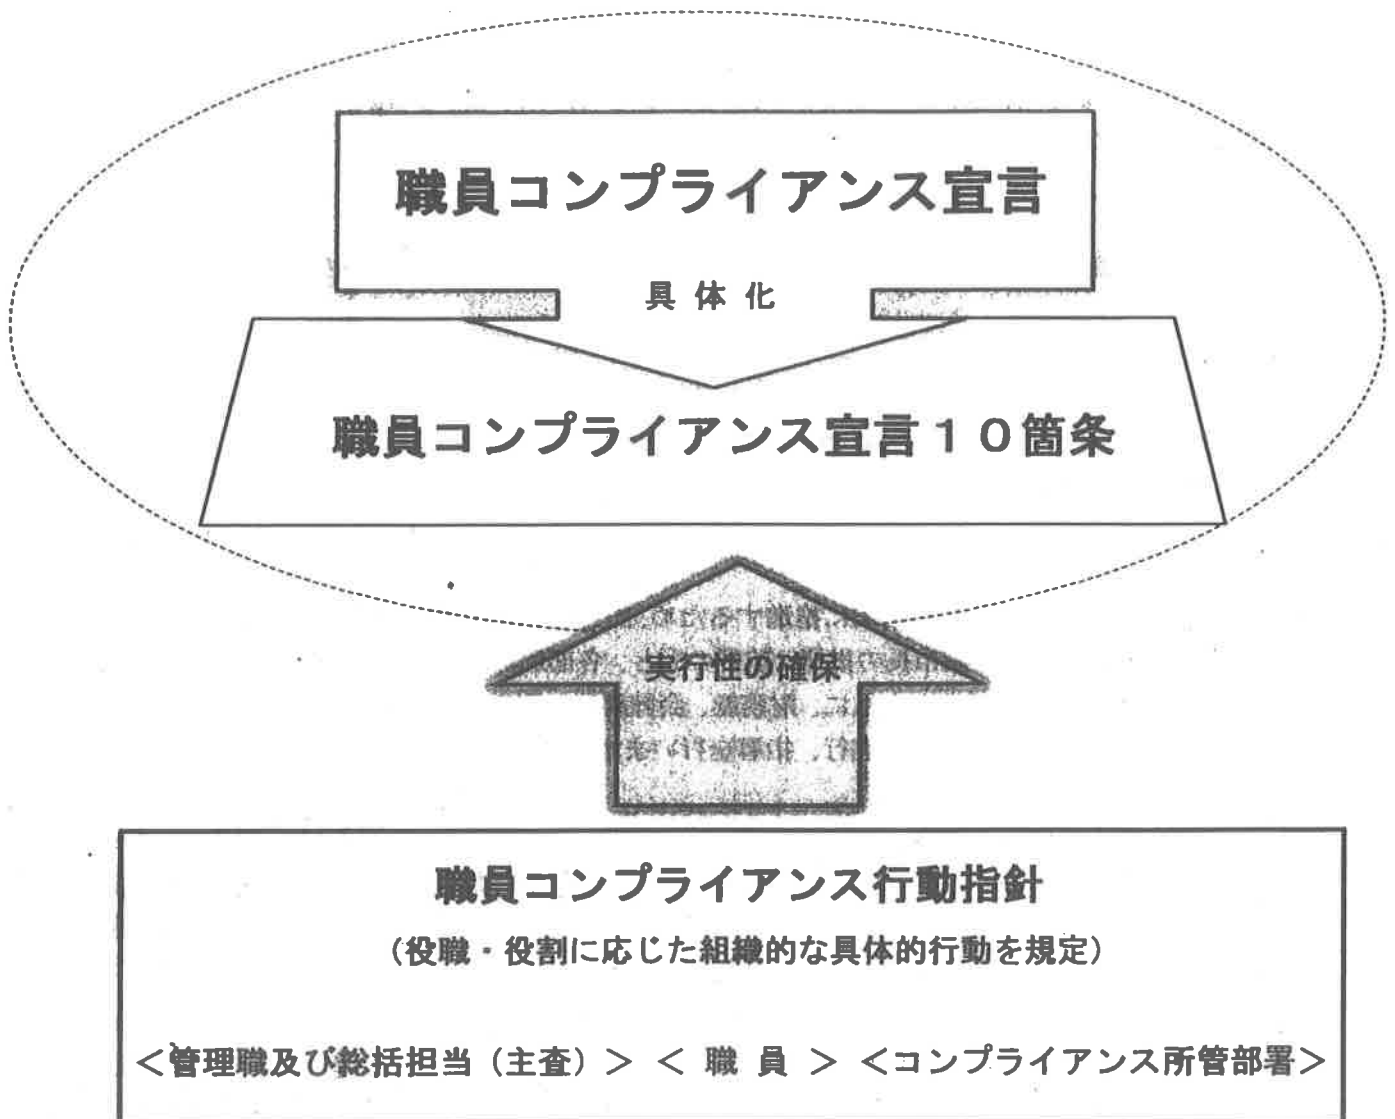 職員コンプライアンス宣言
具 体 化
職員コンプライアンス宣言１０箇条
実行性の確保
職員コンプライアンス行動指針
（役職・役割に応じた組織的な具体的行動を規定）
＜管理職及び総括担当（主査）＞ ＜ 職 員 ＞ ＜コンプライアンス所管部署＞